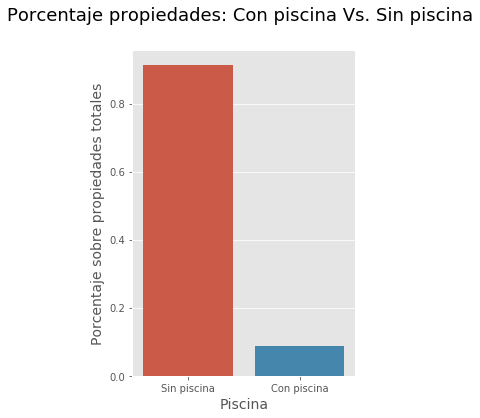 Porcentaje propiedades: Con piscina Vs. Sin piscina
Porcentaje sobre propiedades totales
0.8
0.6
0.4
0.2
0.0
Sin piscina
Con piscina
Piscina